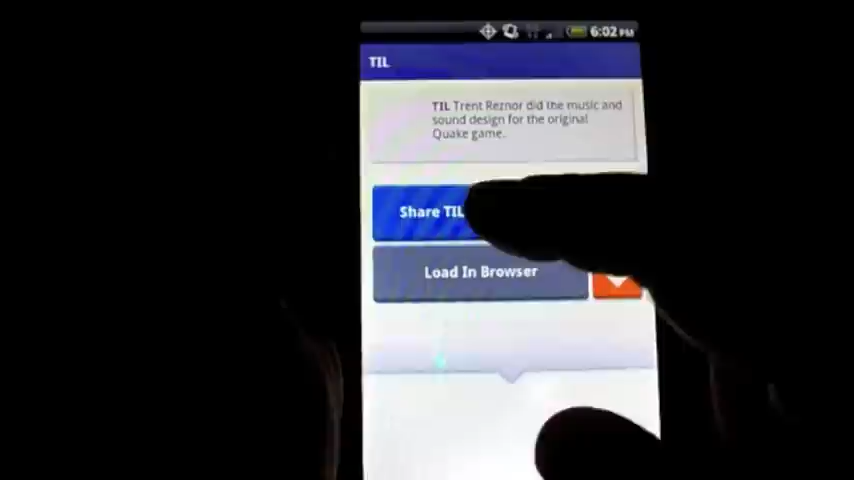 6:02 PM
TIL
TIL Trent Reznor did the music and
sound design for the original
Quake game.
Share TIL
Load In Browser